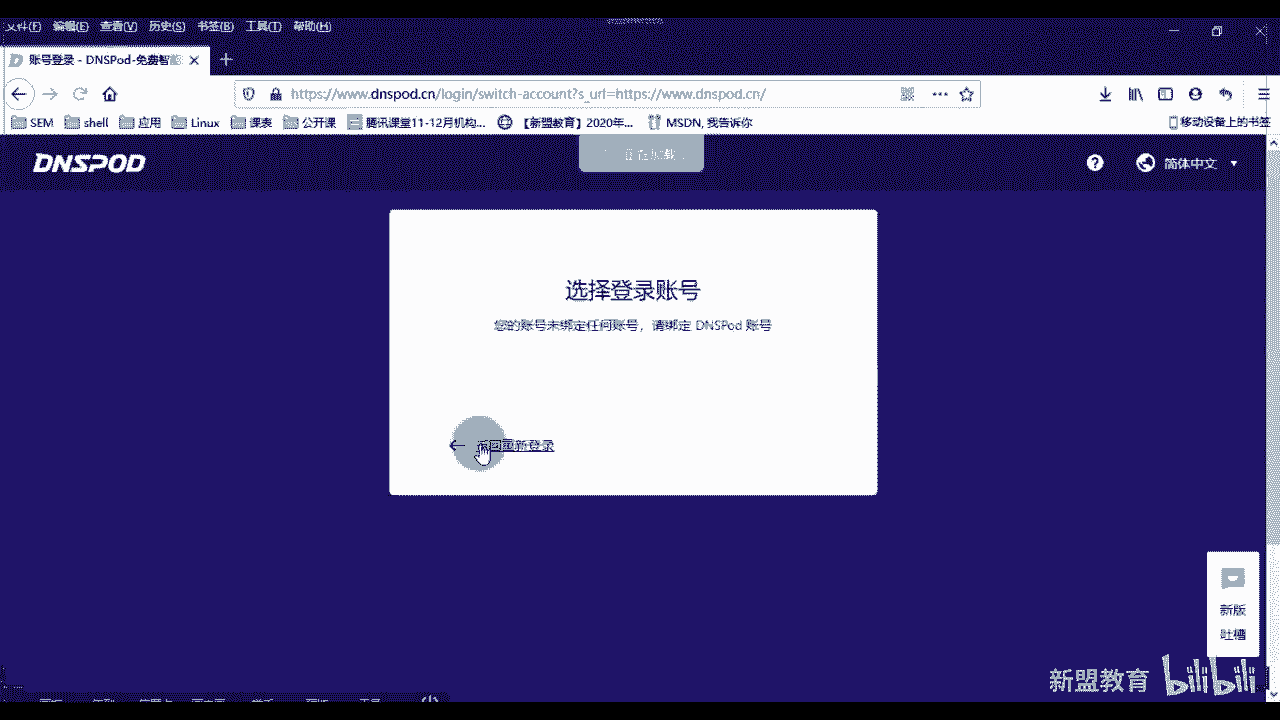 文件(F) 编辑(E) 查看(V) 历史(S) 书签(B) 工具(T) 帮助(H)
账号登录 - DNSPod-免费智
https://www.dnspod.cn/login/switch-account?s_url=https://www.dnspod.cn/
SEM shell 应用 Linux 课表 公开课 腾讯课堂11-12月机构... 【新盟教育】2020年... MSDN, 我告诉你 移动设备上的书签
DNSPOD
简体中文
选择登录账号
您的账号未绑定任何账号，请绑定 DNSPod 账号
返回重新登录
新版
吐槽
新盟教育 bilibili